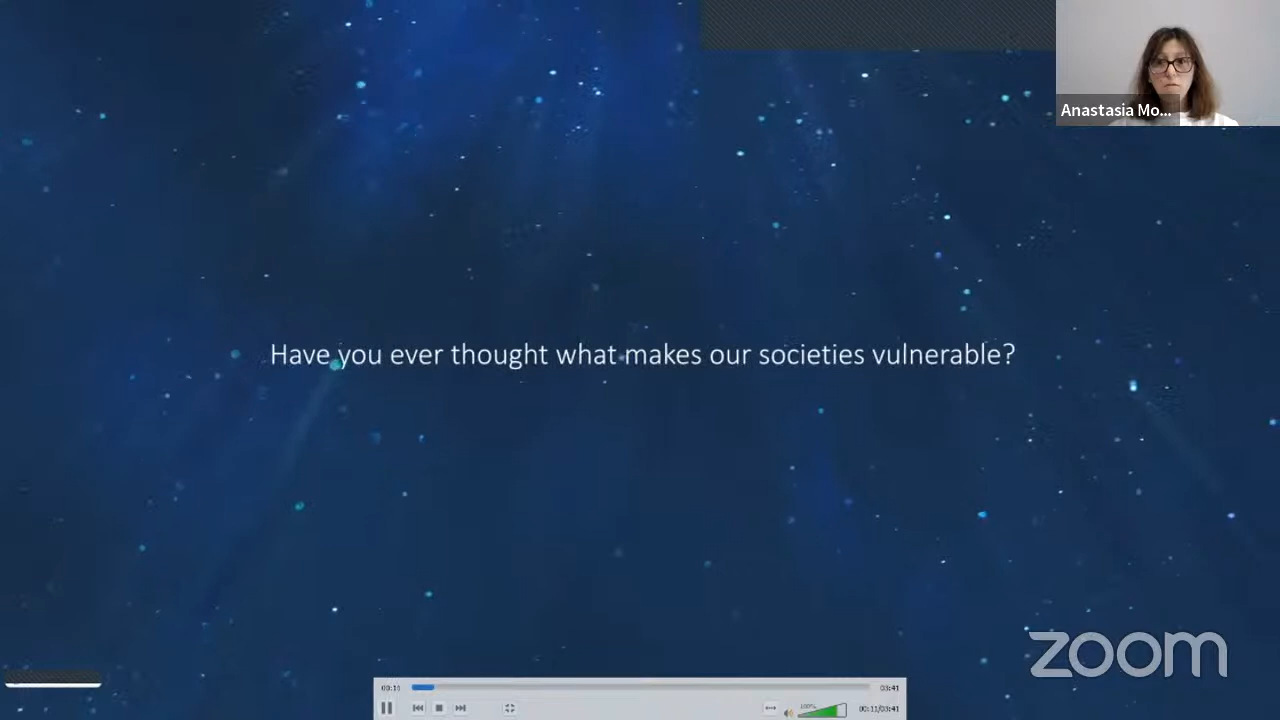 Anastasia Mo...
Have you ever thought what makes our societies vulnerable?
zoom
00:11
03:41
100%
00:11/03:41